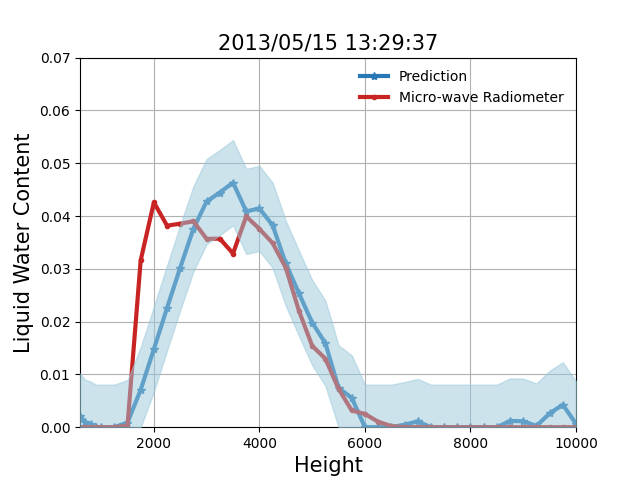 2013/05/15 13:29:37
0.07
0.06
0.05
0.04
0.03
0.02
0.01
0.00
Liquid Water Content
Prediction
Micro-wave Radiometer
2000 4000 6000 8000 10000
Height